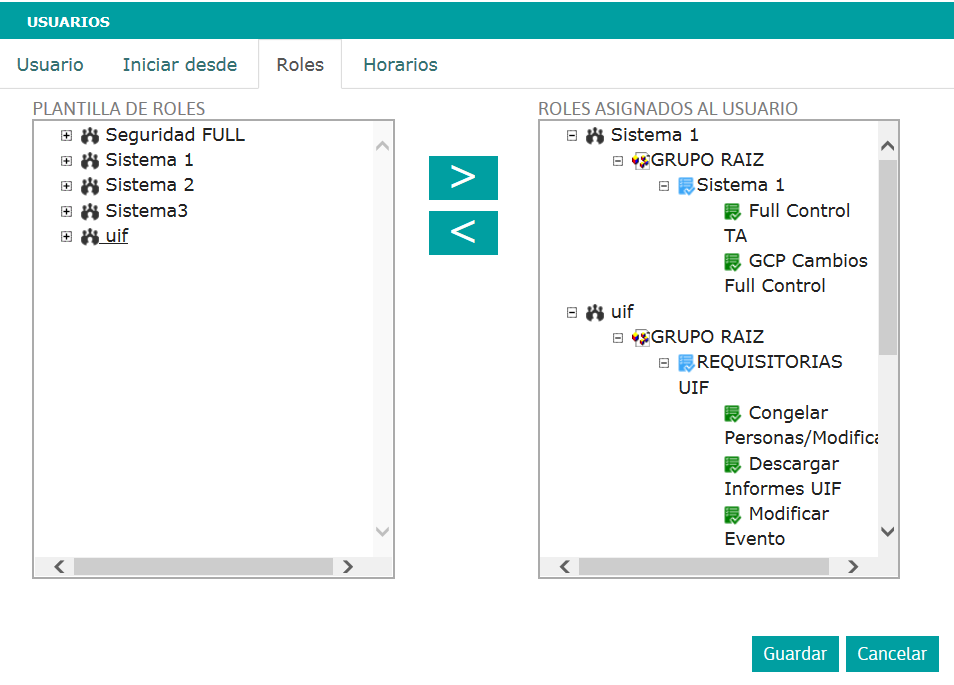 USUARIOS
Usuario
Iniciar desde
Roles
Horarios
PLANTILLA DE ROLES
Seguridad FULL
Sistema 1
Sistema 2
Sistema3
uif
>
<
ROLES ASIGNADOS AL USUARIO
Sistema 1
GRUPO RAIZ
Sistema 1
Full Control
TA
GCP Cambios
Full Control
uif
GRUPO RAIZ
REQUISITORIAS
UIF
Congelar
Personas/Modifica
Descargar
Informes UIF
Modificar
Evento
Guardar
Cancelar